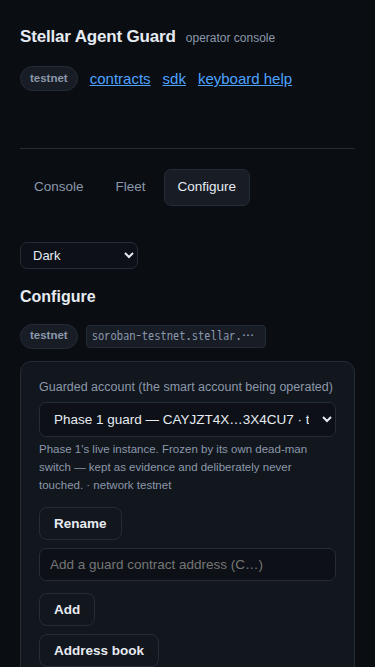 Stellar Agent Guard operator console
testnet contracts sdk keyboard help
Console Fleet Configure
Dark
Configure
testnet soroban-testnet.stellar.…
Guarded account (the smart account being operated)
Phase 1 guard — CAYJZT4X…3X4CU7 · t
Phase 1's live instance. Frozen by its own dead-man
switch — kept as evidence and deliberately never
touched. · network testnet
Rename
Add a guard contract address (C…)
Add
Address book